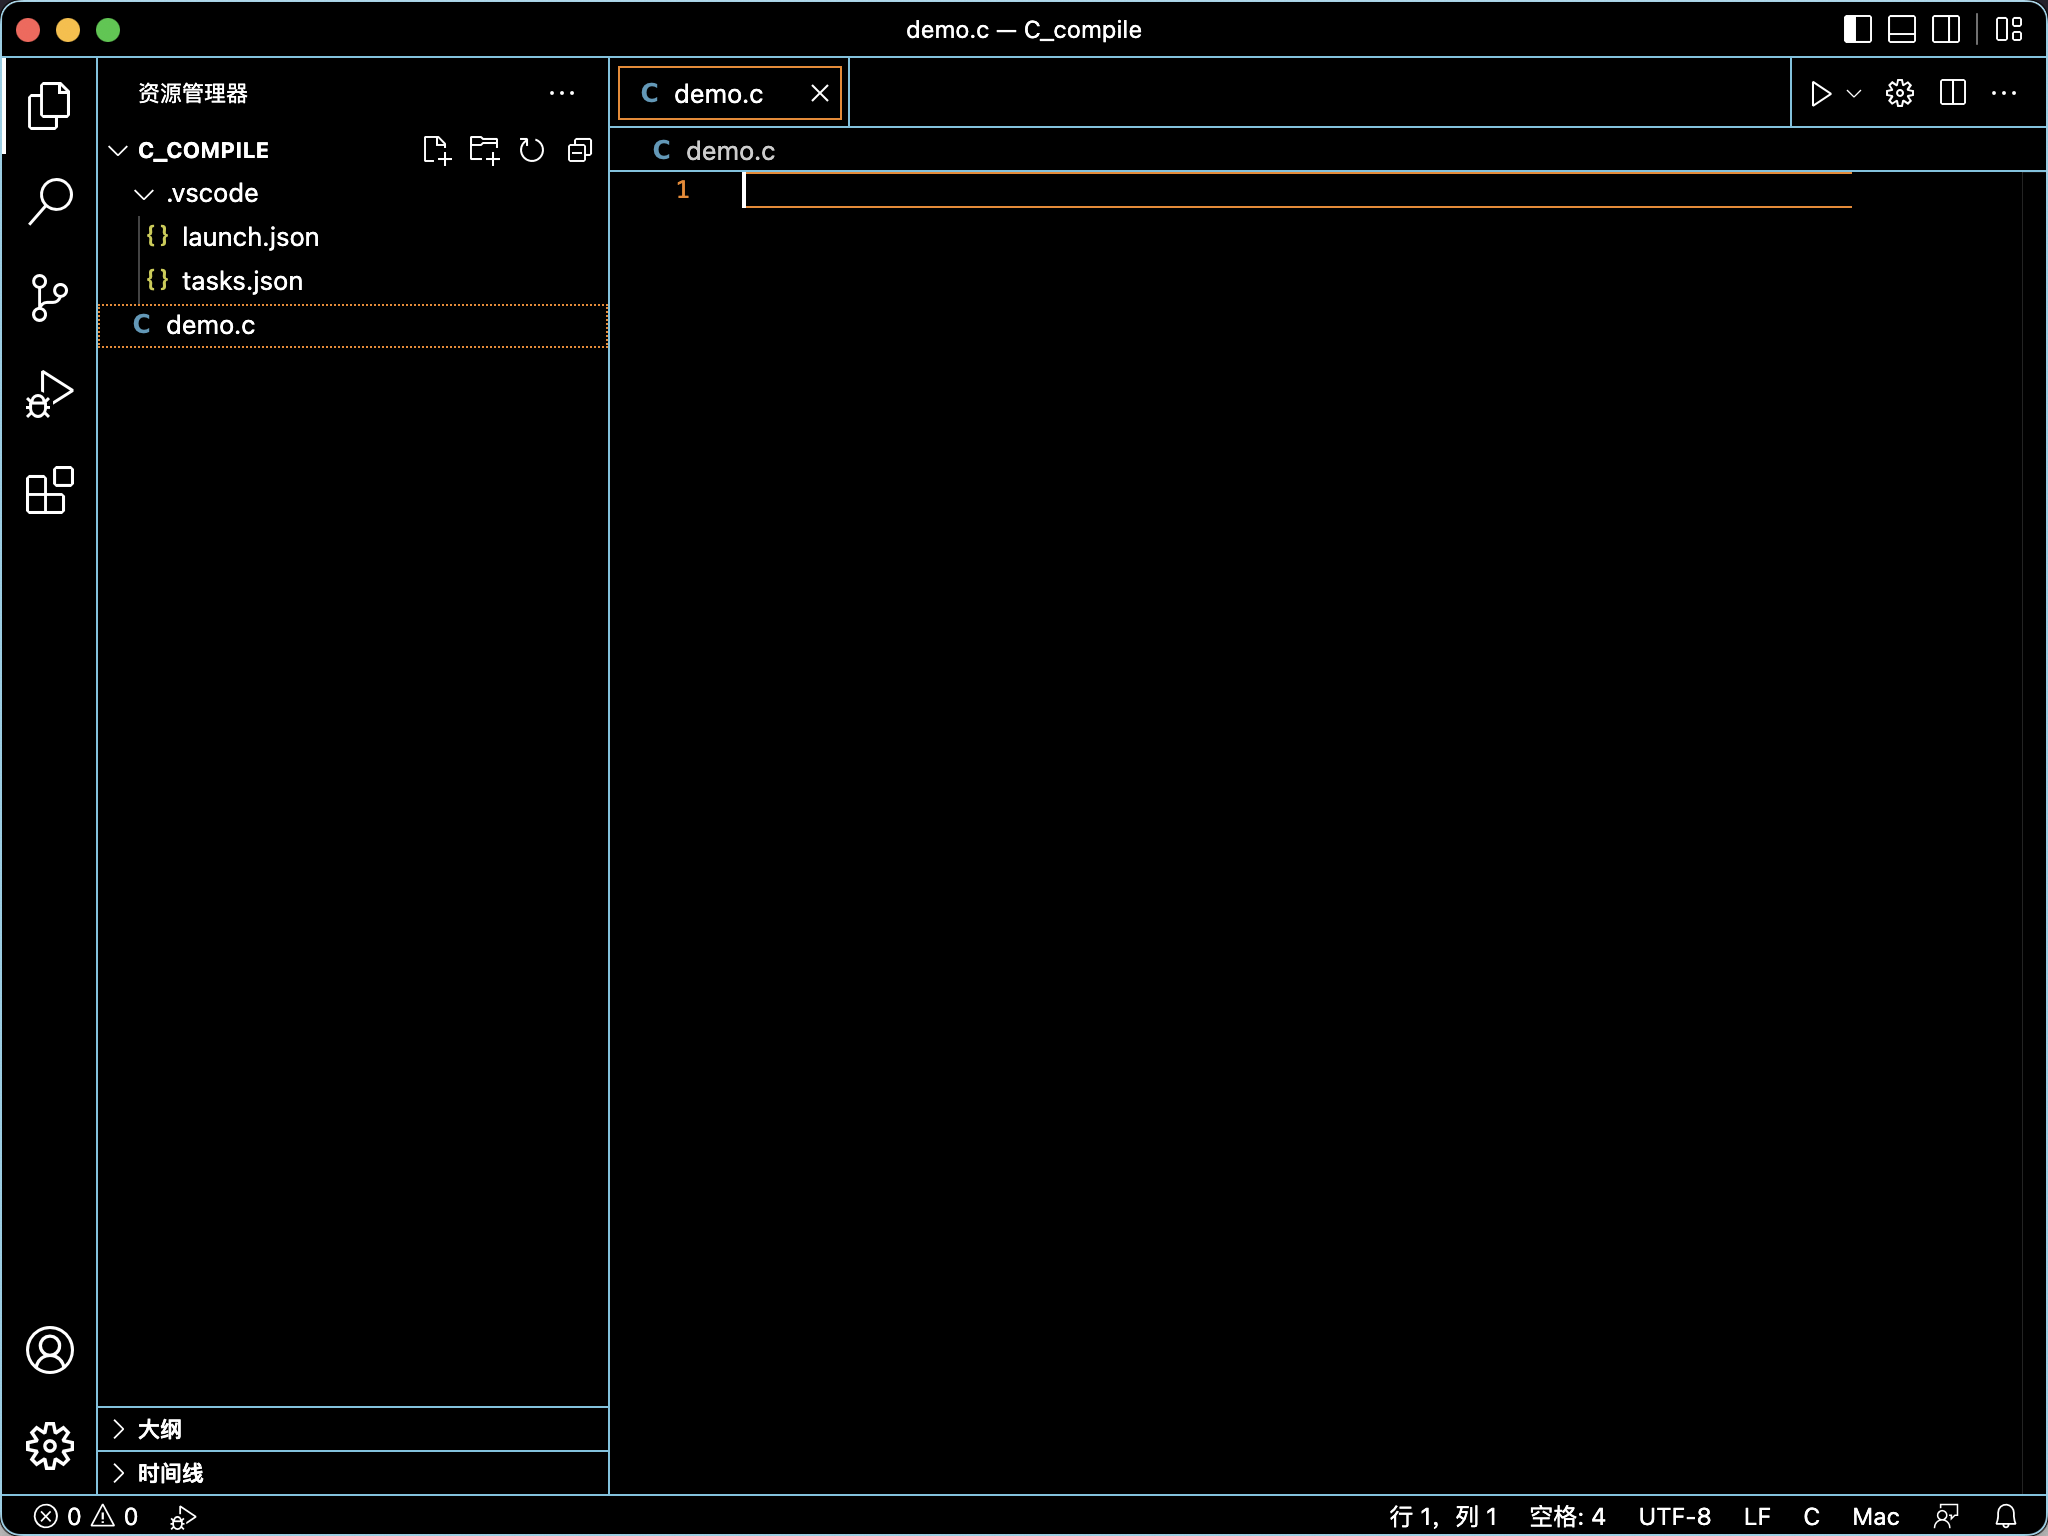 demo.c — C_compile
资源管理器
C_COMPILE
.vscode
{} launch.json
{} tasks.json
C demo.c
大纲
时间线
C demo.c
C demo.c
1
0 0
行 1，列 1 空格: 4 UTF-8 LF C Mac